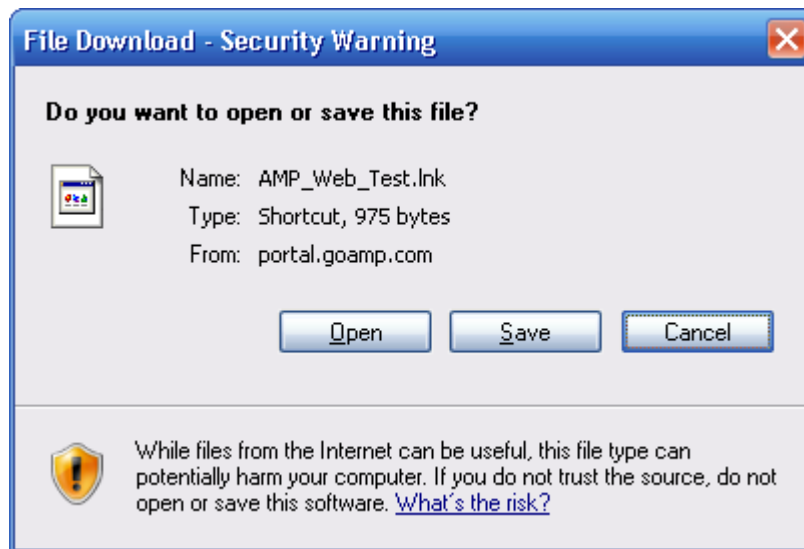 File Download - Security Warning
Do you want to open or save this file?
Name: AMP_Web_Test.lnk
Type: Shortcut, 975 bytes
From: portal.goamp.com
Open Save Cancel
While files from the Internet can be useful, this file type can
potentially harm your computer. If you do not trust the source, do not
open or save this software. What's the risk?